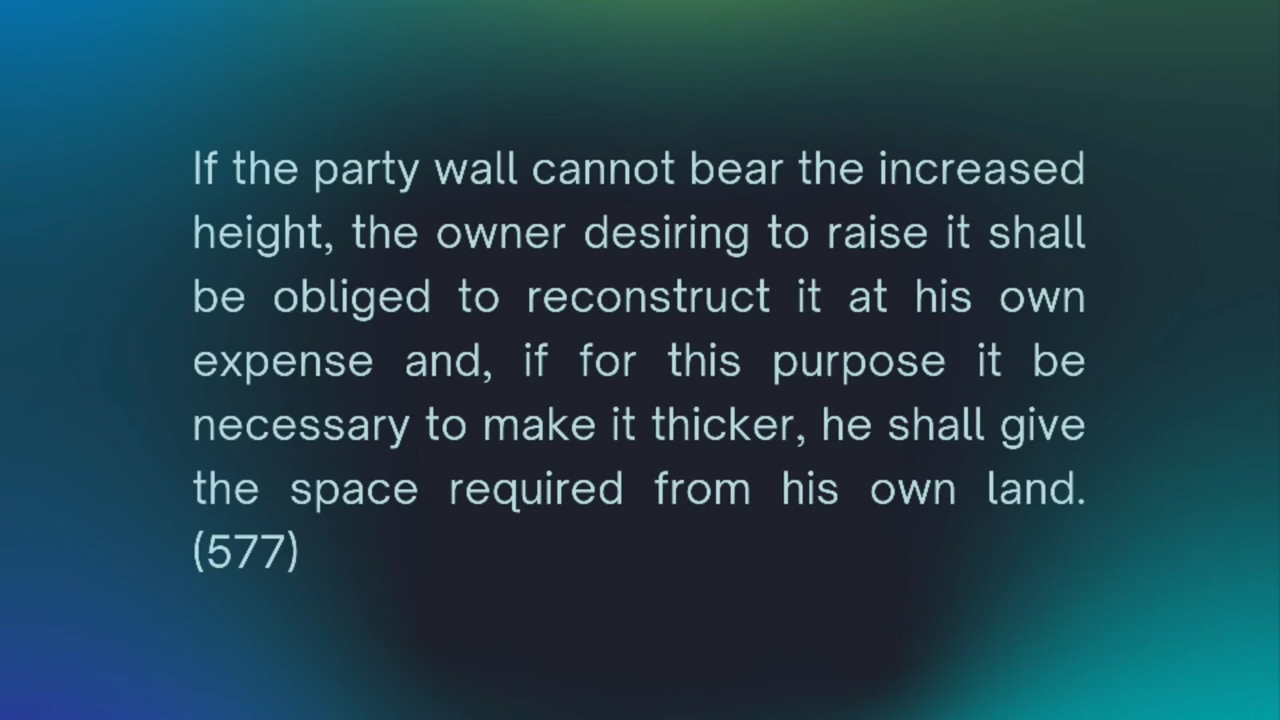 If the party wall cannot bear the increased
height, the owner desiring to raise it shall
be obliged to reconstruct it at his own
expense and, if for this purpose it be
necessary to make it thicker, he shall give
the space required from his own land.
(577)